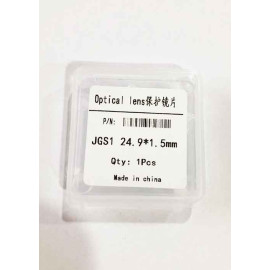 Optical lens保护镜片
P/N:
JGS1 24.9*1.5mm
Qty: 1Pcs
Made in china